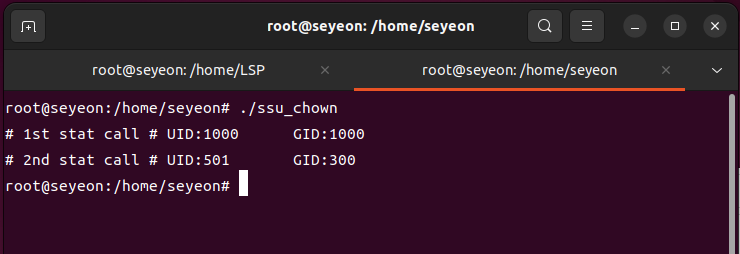 root@seyeon: /home/seyeon
root@seyeon: /home/LSP
root@seyeon: /home/seyeon
root@seyeon:/home/seyeon# ./ssu_chown
# 1st stat call # UID:1000      GID:1000
# 2nd stat call # UID:501       GID:300
root@seyeon:/home/seyeon#